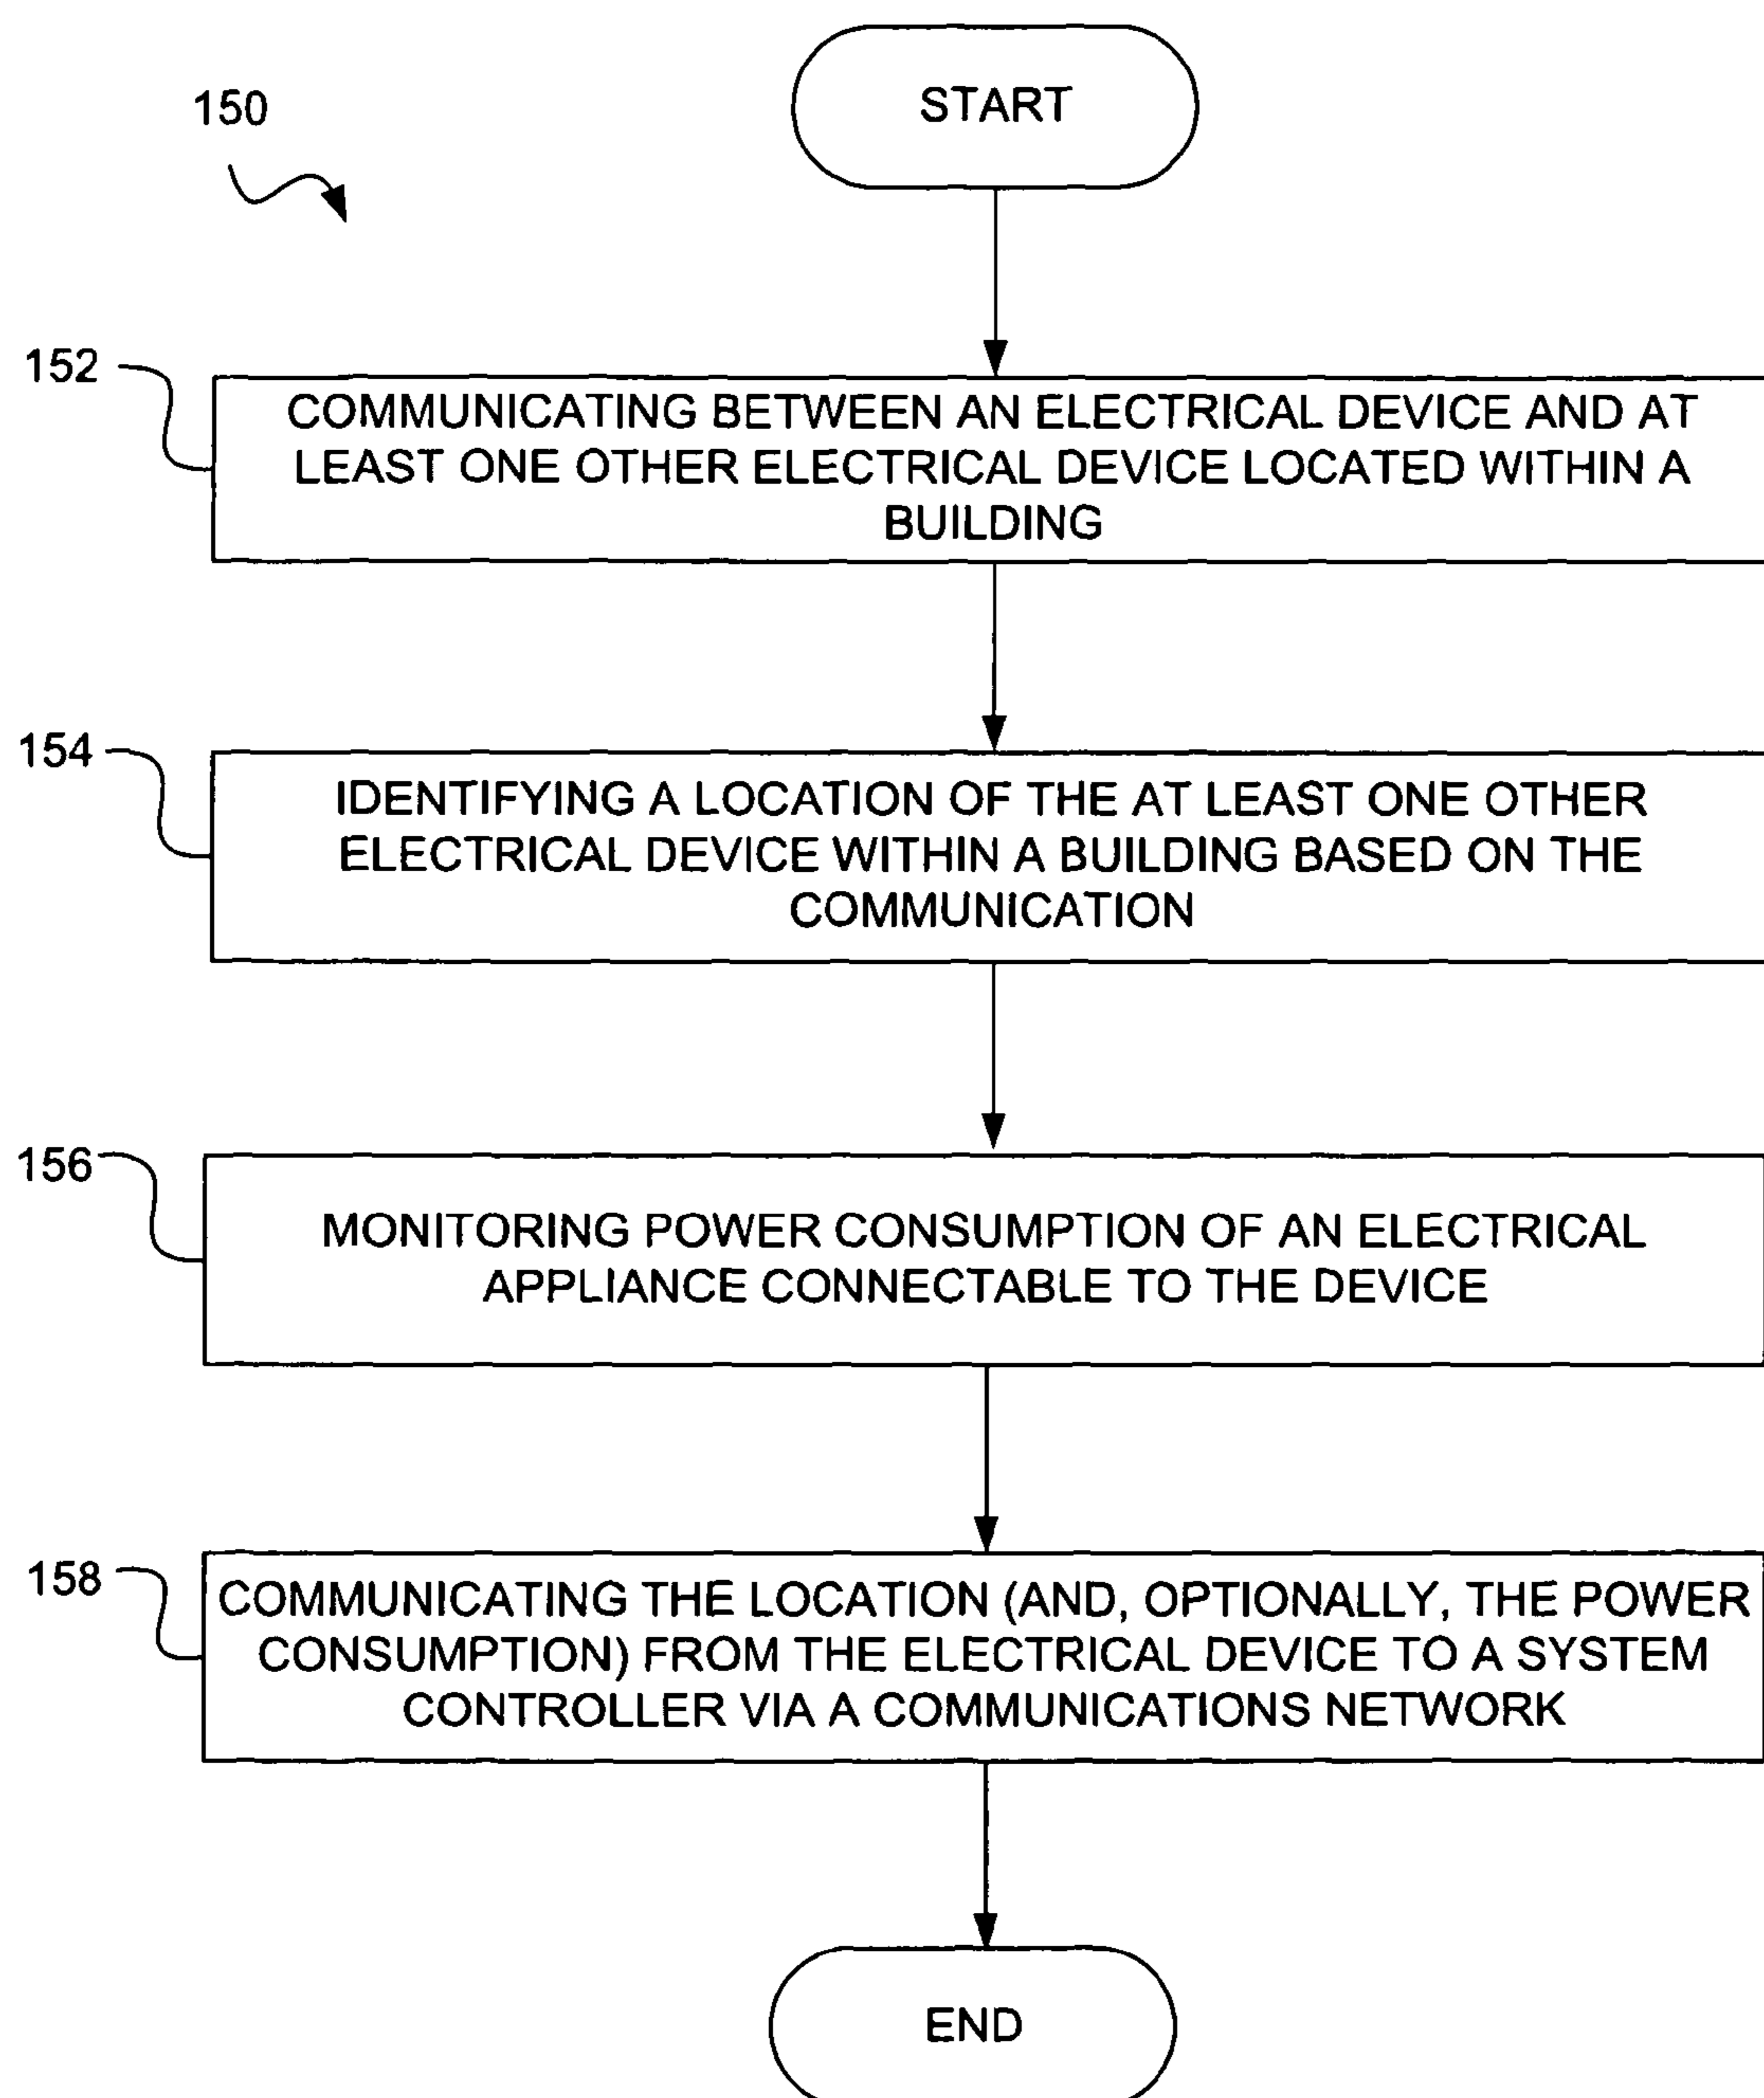 START
150
152
COMMUNICATING BETWEEN AN ELECTRICAL DEVICE AND AT
LEAST ONE OTHER ELECTRICAL DEVICE LOCATED WITHIN A
BUILDING
154
IDENTIFYING A LOCATION OF THE AT LEAST ONE OTHER
ELECTRICAL DEVICE WITHIN A BUILDING BASED ON THE
COMMUNICATION
156
MONITORING POWER CONSUMPTION OF AN ELECTRICAL
APPLIANCE CONNECTABLE TO THE DEVICE
158
COMMUNICATING THE LOCATION (AND, OPTIONALLY, THE POWER
CONSUMPTION) FROM THE ELECTRICAL DEVICE TO A SYSTEM
CONTROLLER VIA A COMMUNICATIONS NETWORK
END